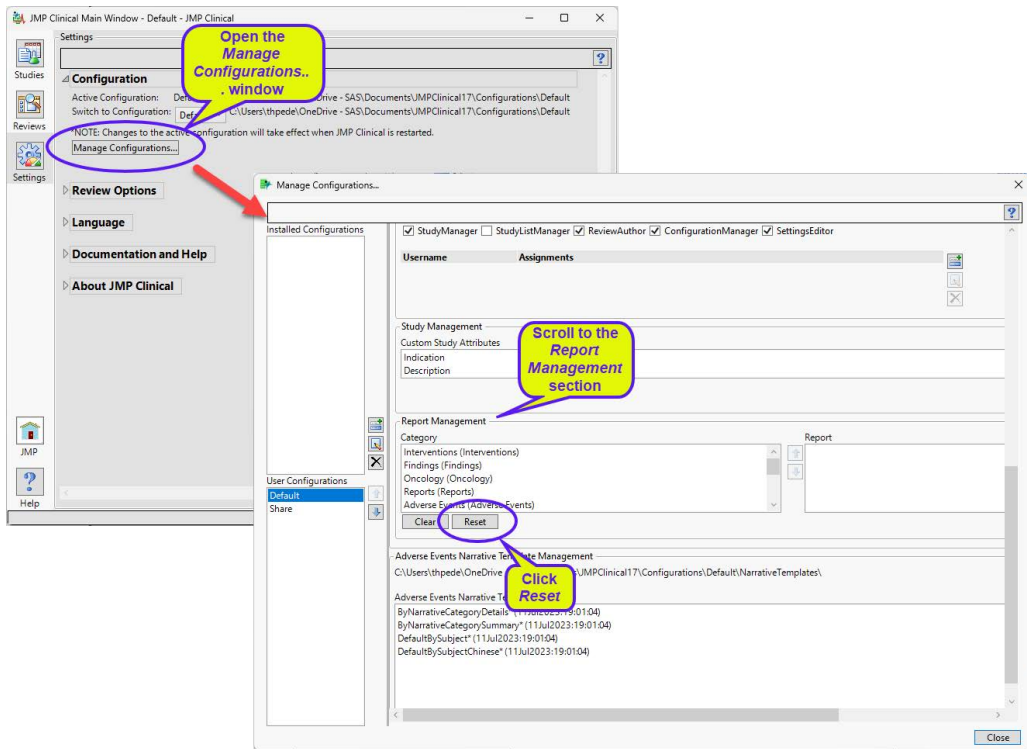 JMP Clinical Main Window - Default - JMP Clinical
Settings
Open the
Manage
Configurations..
. window
Studies
Configuration
Active Configuration:
rive - SAS\Documents\JMPClinical17\Configurations\Default
Switch to Configuration:
C:\Users\thpede\OneDrive - SAS\Documents\JMPClinical17\Configurations\Default
Reviews
*NOTE: Changes to the active configuration will take effect when JMP Clinical is restarted.
Manage Configurations...
Settings
Review Options
Language
Documentation and Help
About JMP Clinical
JMP
Help
Manage Configurations...
Installed Configurations
StudyManager StudyListManager ReviewAuthor ConfigurationManager SettingsEditor
Username Assignments
Study Management
Custom Study Attributes
Indication
Description
Scroll to the
Report
Management
section
Report Management
Category Report
Interventions (Interventions)
Findings (Findings)
Oncology (Oncology)
Reports (Reports)
Adverse Events (Adverse Events)
Clear Reset
User Configurations
Default
Share
Adverse Events Narrative Template Management
C:\Users\thpede\OneDrive
\JMPClinical17\Configurations\Default\NarrativeTemplates\
Click
Reset
Adverse Events Narrative
ByNarrativeCategoryDetails* (11Jul2023:19:01:04)
ByNarrativeCategorySummary* (11Jul2023:19:01:04)
DefaultBySubject* (11Jul2023:19:01:04)
DefaultBySubjectChinese* (11Jul2023:19:01:04)
Close